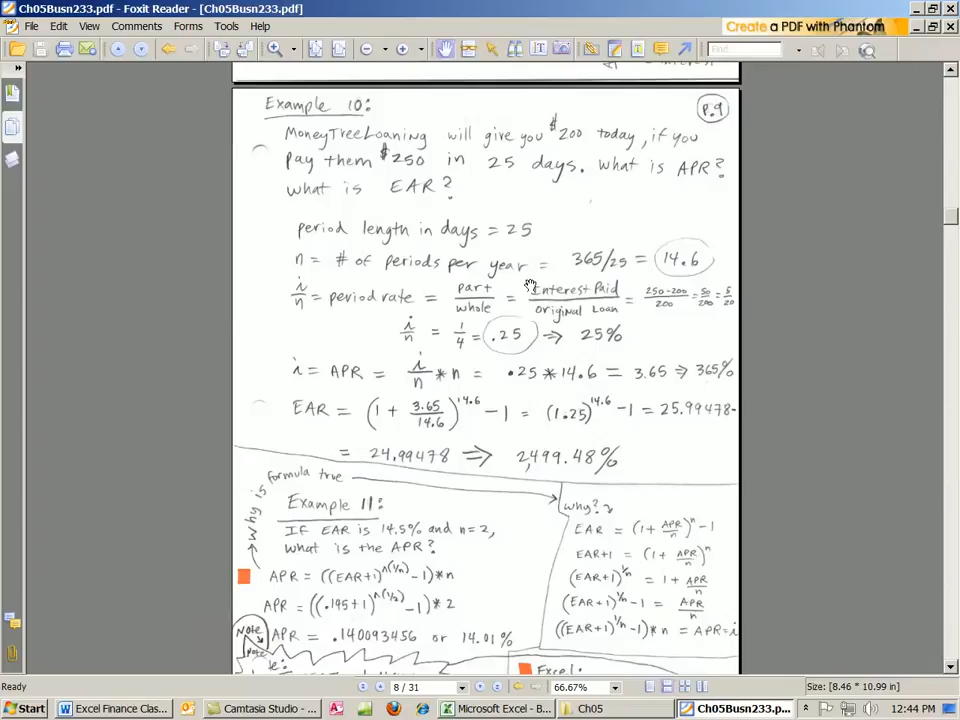 Ch05Busn233.pdf - Foxit Reader - [Ch05Busn233.pdf]
File Edit View Comments Forms Tools Help
Create a PDF with Phantom
Find
Example 10: P.9
MoneyTreeLoaning will give you $200 today, if you
pay them $250 in 25 days. What is APR?
What is EAR?
period length in days = 25
n = # of periods per year = 365/25 = 14.6
i/n = period rate = part/whole = Interest Paid/Original Loan = 250-200/200 = 50/200 = 5/20
i/n = 1/4 = .25 ⇒ 25%
i = APR = i/n * n = .25 * 14.6 = 3.65 ⇒ 365%
EAR = (1 + 3.65/14.6)^14.6 - 1 = (1.25)^14.6 - 1 = 25.99478-
= 24.99478 ⇒ 2,499.48%
why is formula true
Example 11:
IF EAR is 14.5% and n=2,
what is the APR?
APR = ((EAR+1)^(1/n) -1)*n
APR = ((.145+1)^(1/2) -1)*2
APR = .140093456 or 14.01%
Note
Note
why?
EAR = (1+ APR/n)^n -1
EAR+1 = (1+ APR/n)^n
(EAR+1)^1/n = 1+ APR/n
(EAR+1)^1/n -1 = APR/n
((EAR+1)^1/n -1)*n = APR=i
Excel:
Ready 8 / 31 66.67% Size: [8.46 * 10.99 in]
Start Excel Finance Clas... Camtasia Studio - ... Microsoft Excel - B... Ch05 Ch05Busn233.p... 12:44 PM